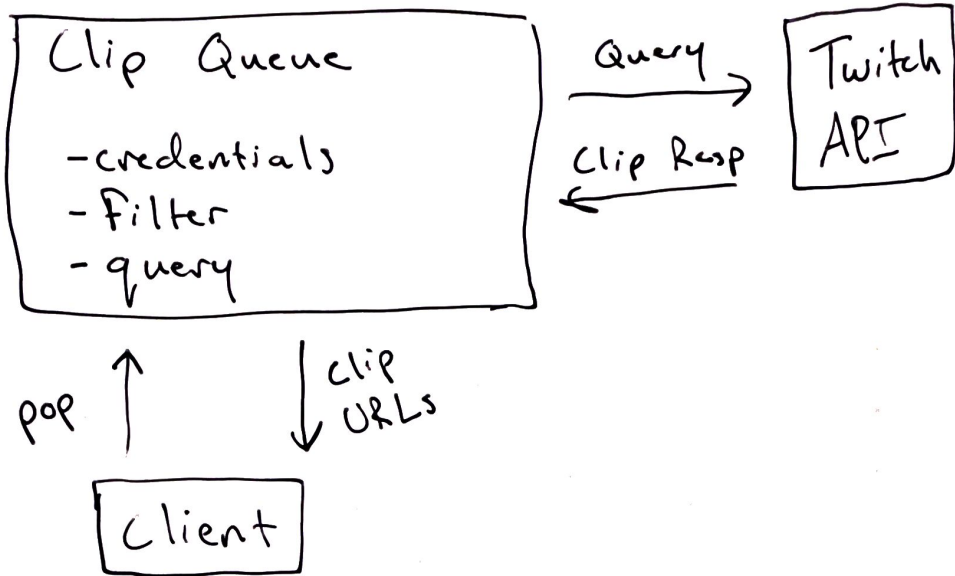 Clip Queue
-credentials
- Filter
- query
Query
Clip Resp
Twitch
API
pop
clip
URLs
Client